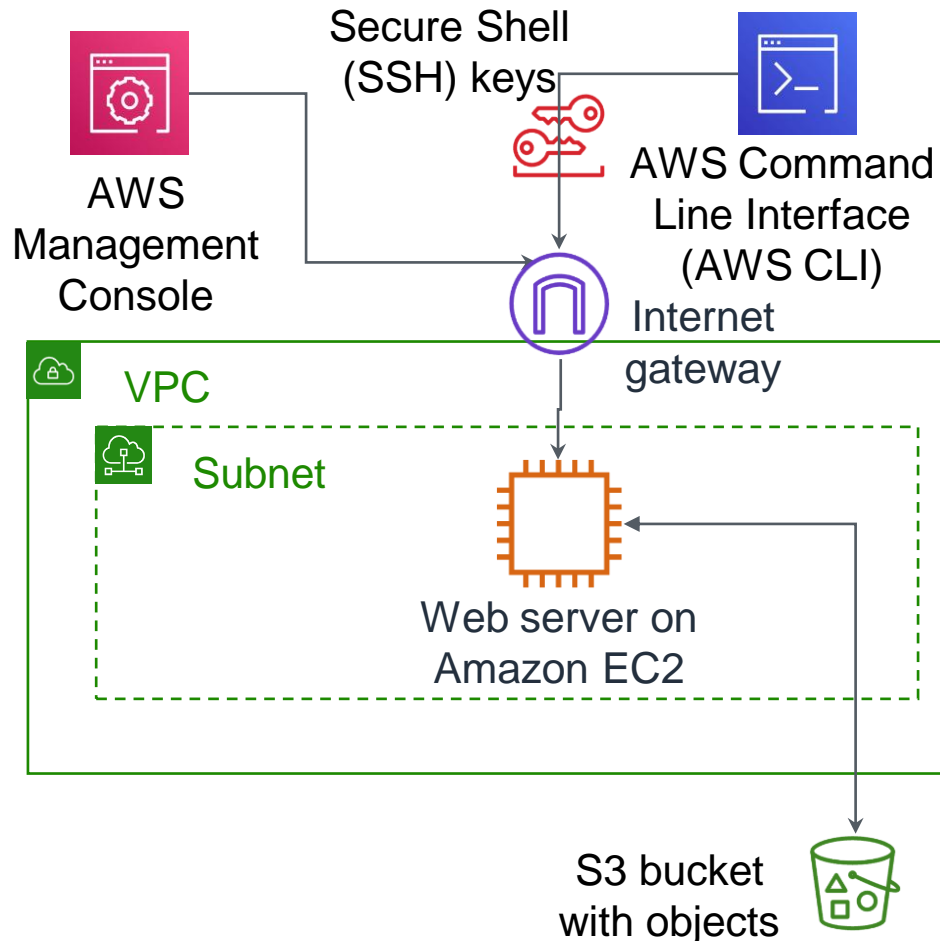 Secure Shell
(SSH) keys
AWS
Management
Console
AWS Command
Line Interface
(AWS CLI)
Internet
gateway
VPC
Subnet
Web server on
Amazon EC2
S3 bucket
with objects